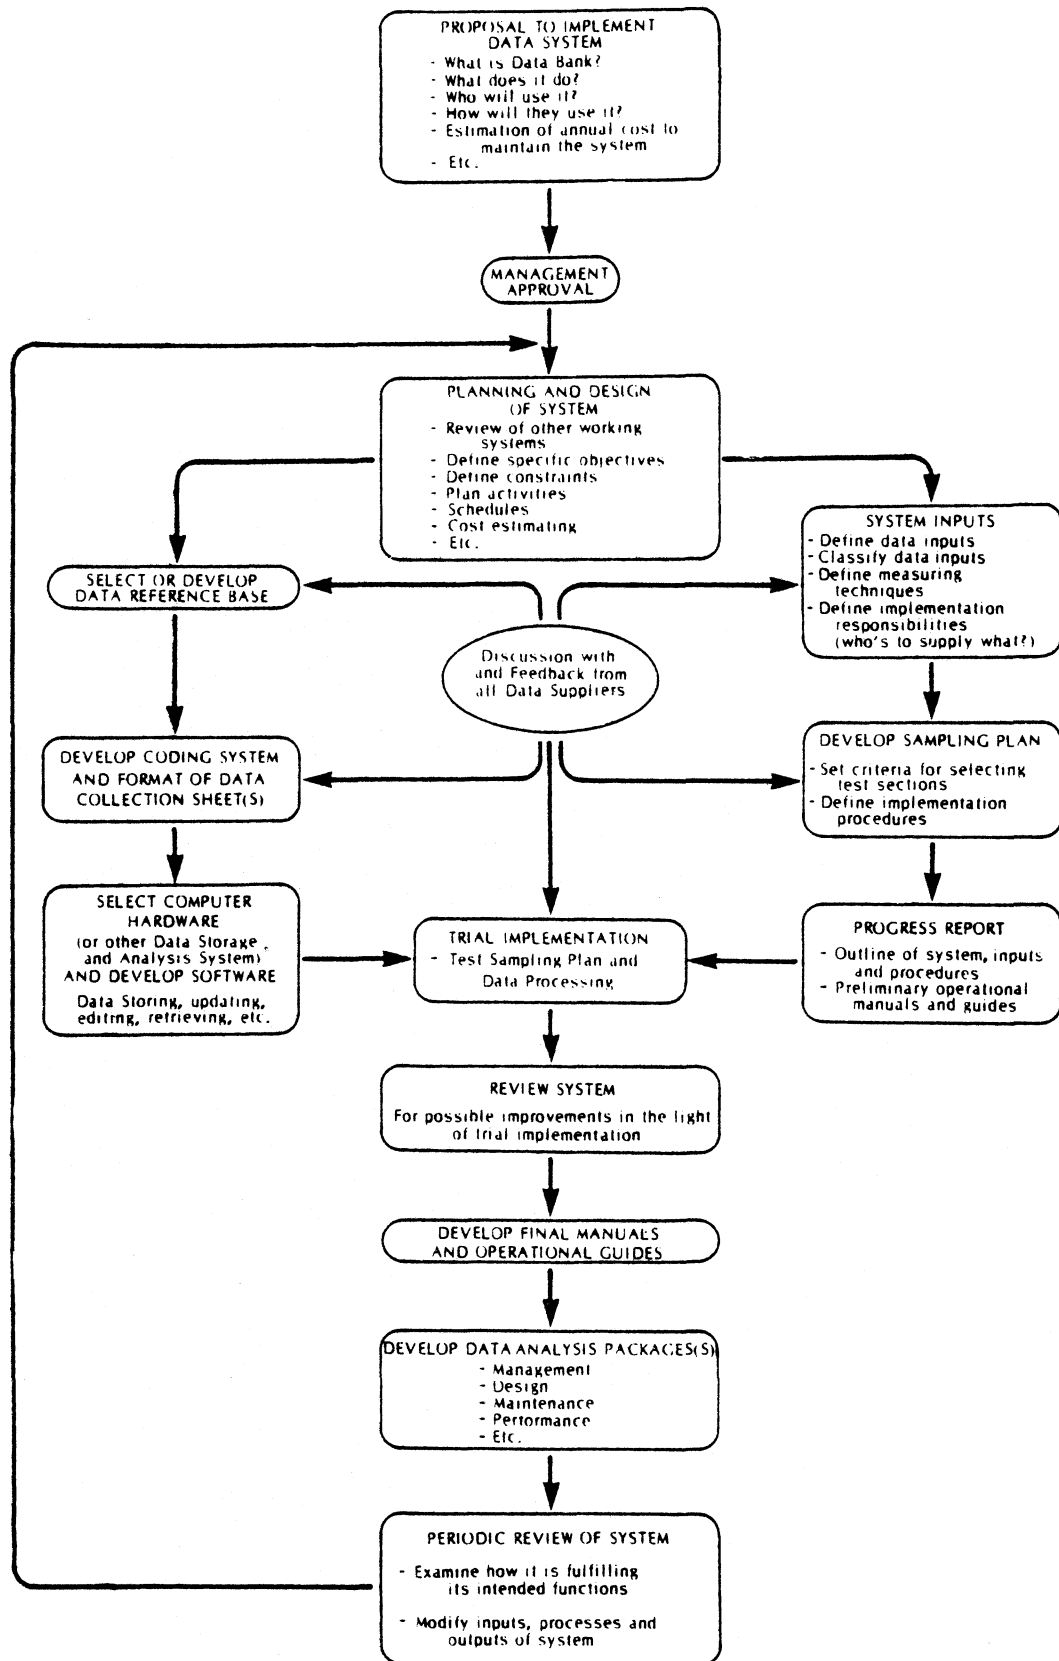 PROPOSAL TO IMPLEMENT
DATA SYSTEM
- What is Data Bank?
- What does it do?
- Who will use it?
- How will they use it?
- Estimation of annual cost to
maintain the system
- Etc.
MANAGEMENT
APPROVAL
PLANNING AND DESIGN
OF SYSTEM
- Review of other working
systems
- Define specific objectives
- Define constraints
- Plan activities
- Schedules
- Cost estimating
- Etc.
SELECT OR DEVELOP
DATA REFERENCE BASE
SYSTEM INPUTS
- Define data inputs
- Classify data inputs
- Define measuring
techniques
- Define implementation
responsibilities
(who's to supply what?)
Discussion with
and Feedback from
all Data Suppliers
DEVELOP CODING SYSTEM
AND FORMAT OF DATA
COLLECTION SHEET(S)
DEVELOP SAMPLING PLAN
- Set criteria for selecting
test sections
- Define implementation
procedures
SELECT COMPUTER
HARDWARE
(or other Data Storage
and Analysis System)
AND DEVELOP SOFTWARE
Data Storing, updating,
editing, retrieving, etc.
TRIAL IMPLEMENTATION
- Test Sampling Plan and
Data Processing
PROGRESS REPORT
- Outline of system, inputs
and procedures
- Preliminary operational
manuals and guides
REVIEW SYSTEM
For possible improvements in the light
of trial implementation
DEVELOP FINAL MANUALS
AND OPERATIONAL GUIDES
DEVELOP DATA ANALYSIS PACKAGES(S)
- Management
- Design
- Maintenance
- Performance
- Etc.
PERIODIC REVIEW OF SYSTEM
- Examine how it is fulfilling
its intended functions
- Modify inputs, processes and
outputs of system